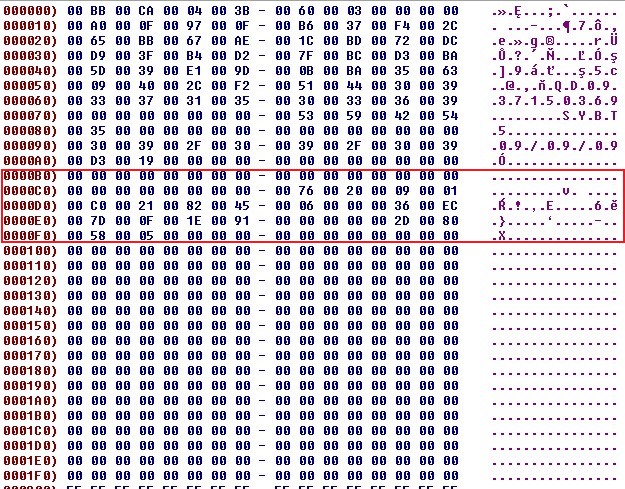 000000) 00 BB 00 CA 00 04 00 3B - 00 60 00 03 00 00 00 00 .».Ę...;.`......
000010) 00 A0 00 0F 00 97 00 0F - 00 B6 00 37 00 F4 00 2C . ...—...¶.7.ô.,
000020) 00 65 00 BB 00 67 00 AE - 00 1C 00 BD 00 72 00 DC .e.».g.®...˝.r.Ü
000030) 00 D9 00 3F 00 B4 00 D2 - 00 7F 00 BC 00 D3 00 BA .Ů.?.´.Ň...Ľ.Ó.ş
000040) 00 5D 00 39 00 E1 00 9D - 00 0B 00 BA 00 35 00 63 .].9.á.ť...ş.5.c
000050) 00 09 00 40 00 2C 00 F2 - 00 51 00 44 00 30 00 39 ...@.,.ň.Q.D.0.9
000060) 00 33 00 37 00 31 00 35 - 00 30 00 33 00 36 00 39 .3.7.1.5.0.3.6.9
000070) 00 00 00 00 00 00 00 00 - 00 53 00 59 00 42 00 54 .........S.Y.B.T
000080) 00 35 00 00 00 00 00 00 - 00 00 00 00 00 00 00 00 .5..............
000090) 00 30 00 39 00 2F 00 30 - 00 39 00 2F 00 30 00 39 .0.9./.0.9./.0.9
0000A0) 00 D3 00 19 00 00 00 00 - 00 00 00 00 00 00 00 00 .Ó..............
0000B0) 00 00 00 00 00 00 00 00 - 00 00 00 00 00 00 00 00 ................
0000C0) 00 00 00 00 00 00 00 00 - 00 76 00 20 00 09 00 01 .........v. ....
0000D0) 00 C0 00 21 00 82 00 45 - 00 06 00 00 00 36 00 EC .Ŕ.!.‚.E.....6.ě
0000E0) 00 7D 00 0F 00 1E 00 91 - 00 00 00 00 00 2D 00 80 .}.....‘.....-..
0000F0) 00 58 00 05 00 00 00 00 - 00 00 00 00 00 00 00 00 .X..............
000100) 00 00 00 00 00 00 00 00 - 00 00 00 00 00 00 00 00 ................
000110) 00 00 00 00 00 00 00 00 - 00 00 00 00 00 00 00 00 ................
000120) 00 00 00 00 00 00 00 00 - 00 00 00 00 00 00 00 00 ................
000130) 00 00 00 00 00 00 00 00 - 00 00 00 00 00 00 00 00 ................
000140) 00 00 00 00 00 00 00 00 - 00 00 00 00 00 00 00 00 ................
000150) 00 00 00 00 00 00 00 00 - 00 00 00 00 00 00 00 00 ................
000160) 00 00 00 00 00 00 00 00 - 00 00 00 00 00 00 00 00 ................
000170) 00 00 00 00 00 00 00 00 - 00 00 00 00 00 00 00 00 ................
000180) 00 00 00 00 00 00 00 00 - 00 00 00 00 00 00 00 00 ................
000190) 00 00 00 00 00 00 00 00 - 00 00 00 00 00 00 00 00 ................
0001A0) 00 00 00 00 00 00 00 00 - 00 00 00 00 00 00 00 00 ................
0001B0) 00 00 00 00 00 00 00 00 - 00 00 00 00 00 00 00 00 ................
0001C0) 00 00 00 00 00 00 00 00 - 00 00 00 00 00 00 00 00 ................
0001D0) 00 00 00 00 00 00 00 00 - 00 00 00 00 00 00 00 00 ................
0001E0) 00 00 00 00 00 00 00 00 - 00 00 00 00 00 00 00 00 ................
0001F0) 00 00 00 00 00 00 00 00 - 00 00 00 00 00 00 00 00 ................